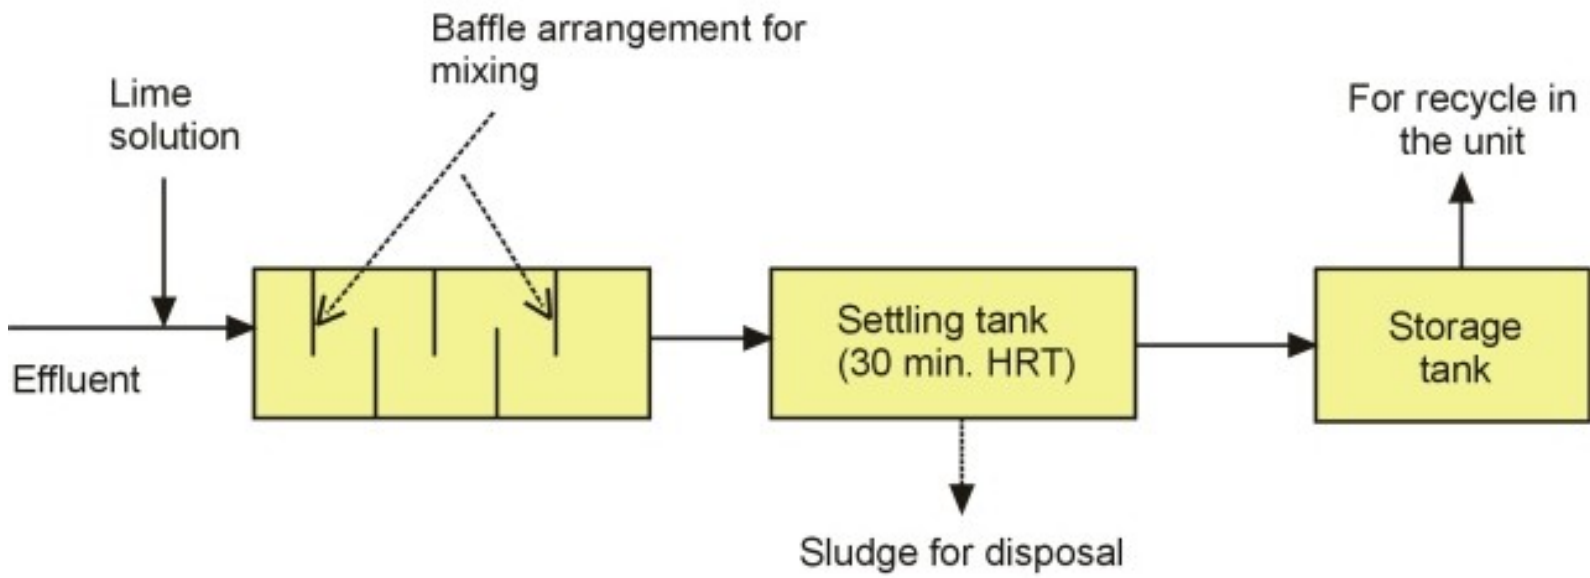 Baffle arrangement for
mixing
Lime
solution
For recycle in
the unit
Effluent
Settling tank
(30 min. HRT)
Storage
tank
Sludge for disposal